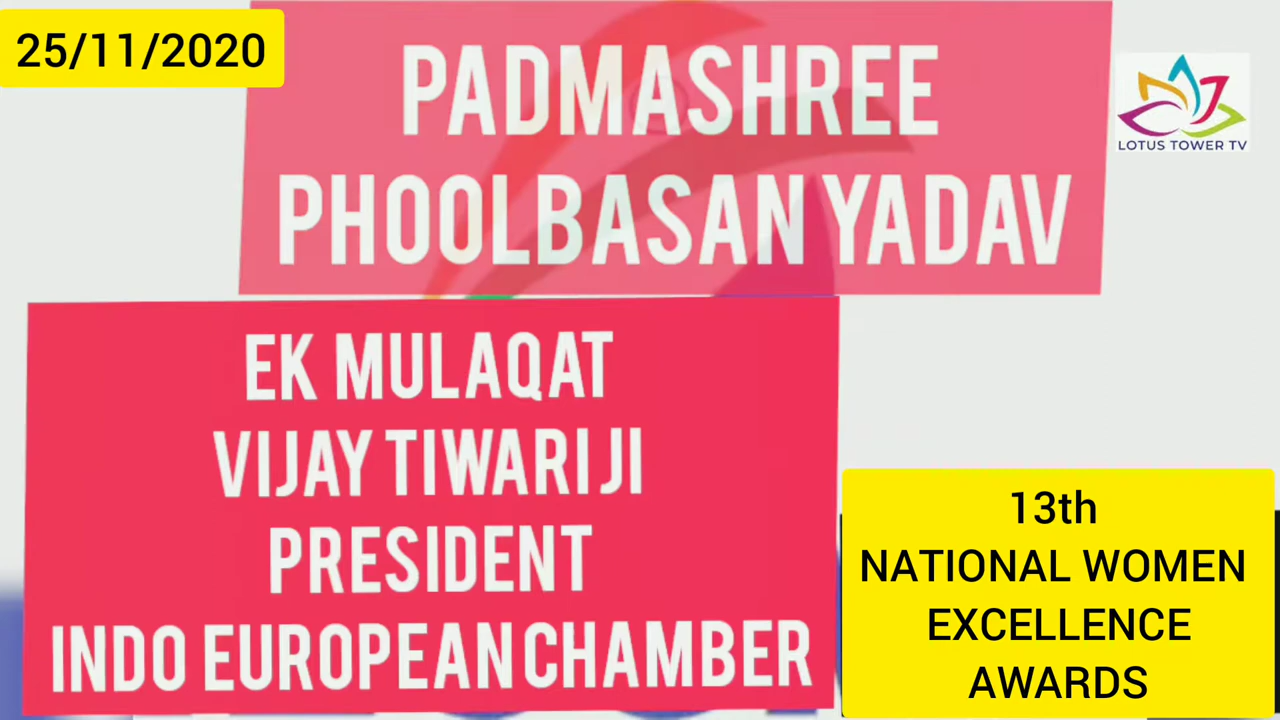 25/11/2020
PADMASHREE
PHOOLBASAN YADAV
LOTUS TOWER TV
EK MULAQAT
VIJAY TIWARI JI
PRESIDENT
INDO EUROPEAN CHAMBER
13th
NATIONAL WOMEN
EXCELLENCE
AWARDS